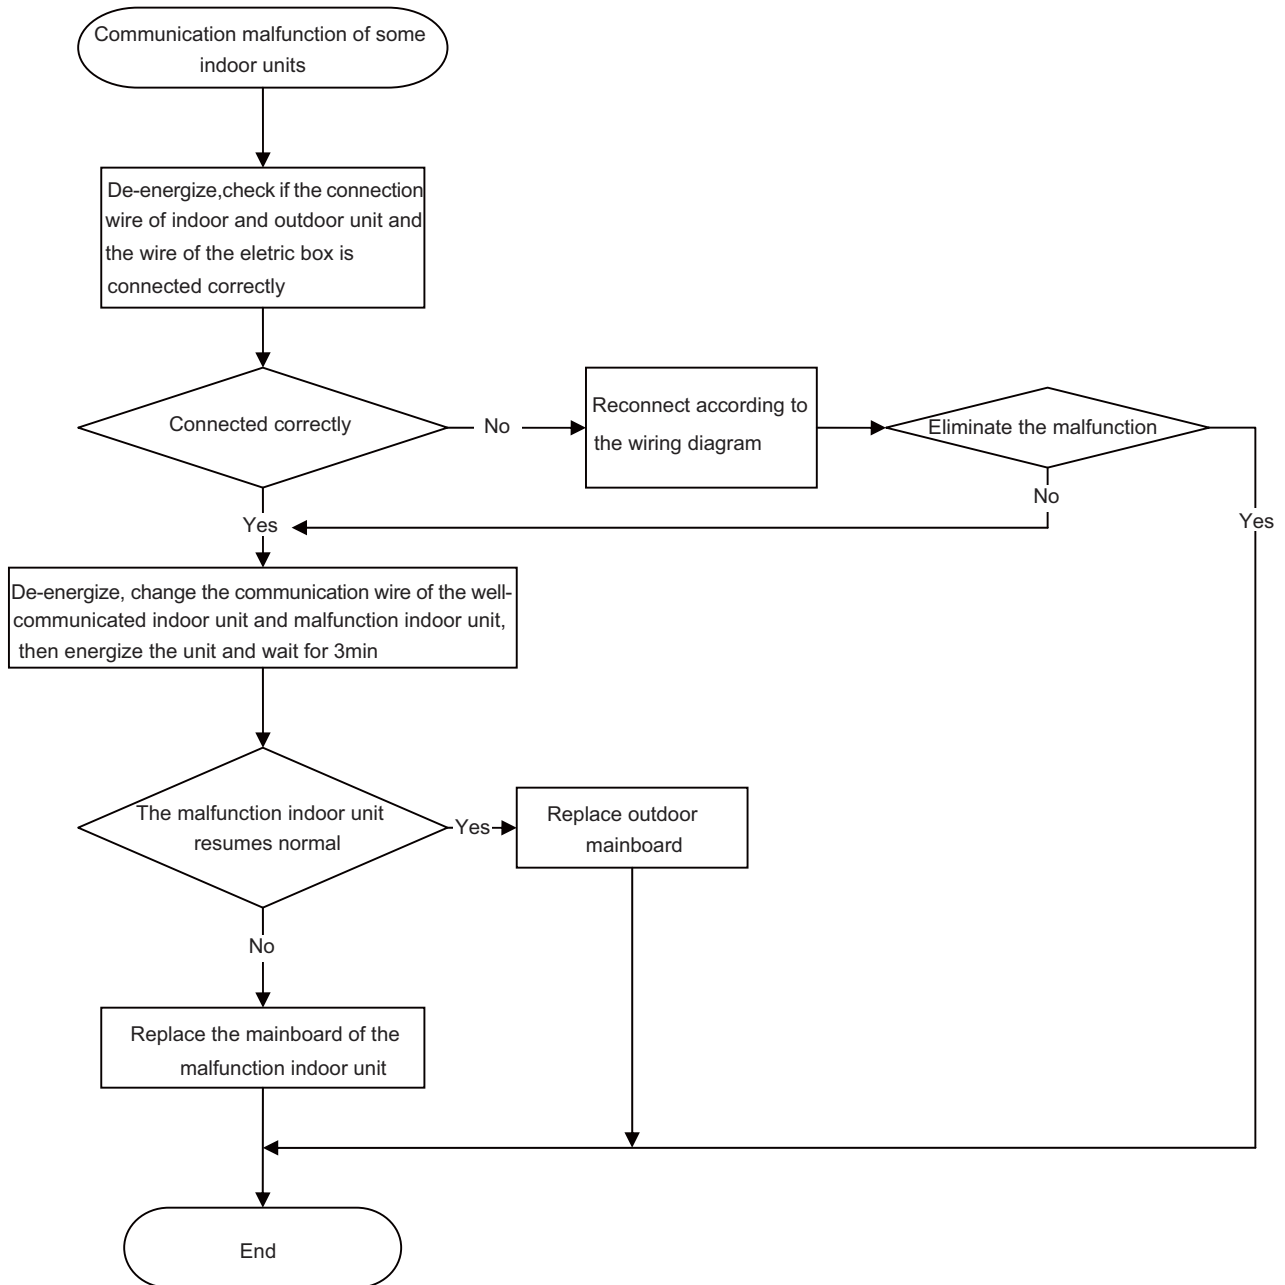 Communication malfunction of some
indoor units
De-energize,check if the connection
wire of indoor and outdoor unit and
the wire of the eletric box is
connected correctly
Connected correctly
No
Reconnect according to
the wiring diagram
Eliminate the malfunction
No
Yes
Yes
De-energize, change the communication wire of the well-
communicated indoor unit and malfunction indoor unit,
then energize the unit and wait for 3min
The malfunction indoor unit
resumes normal
Yes
Replace outdoor
mainboard
No
Replace the mainboard of the
malfunction indoor unit
End